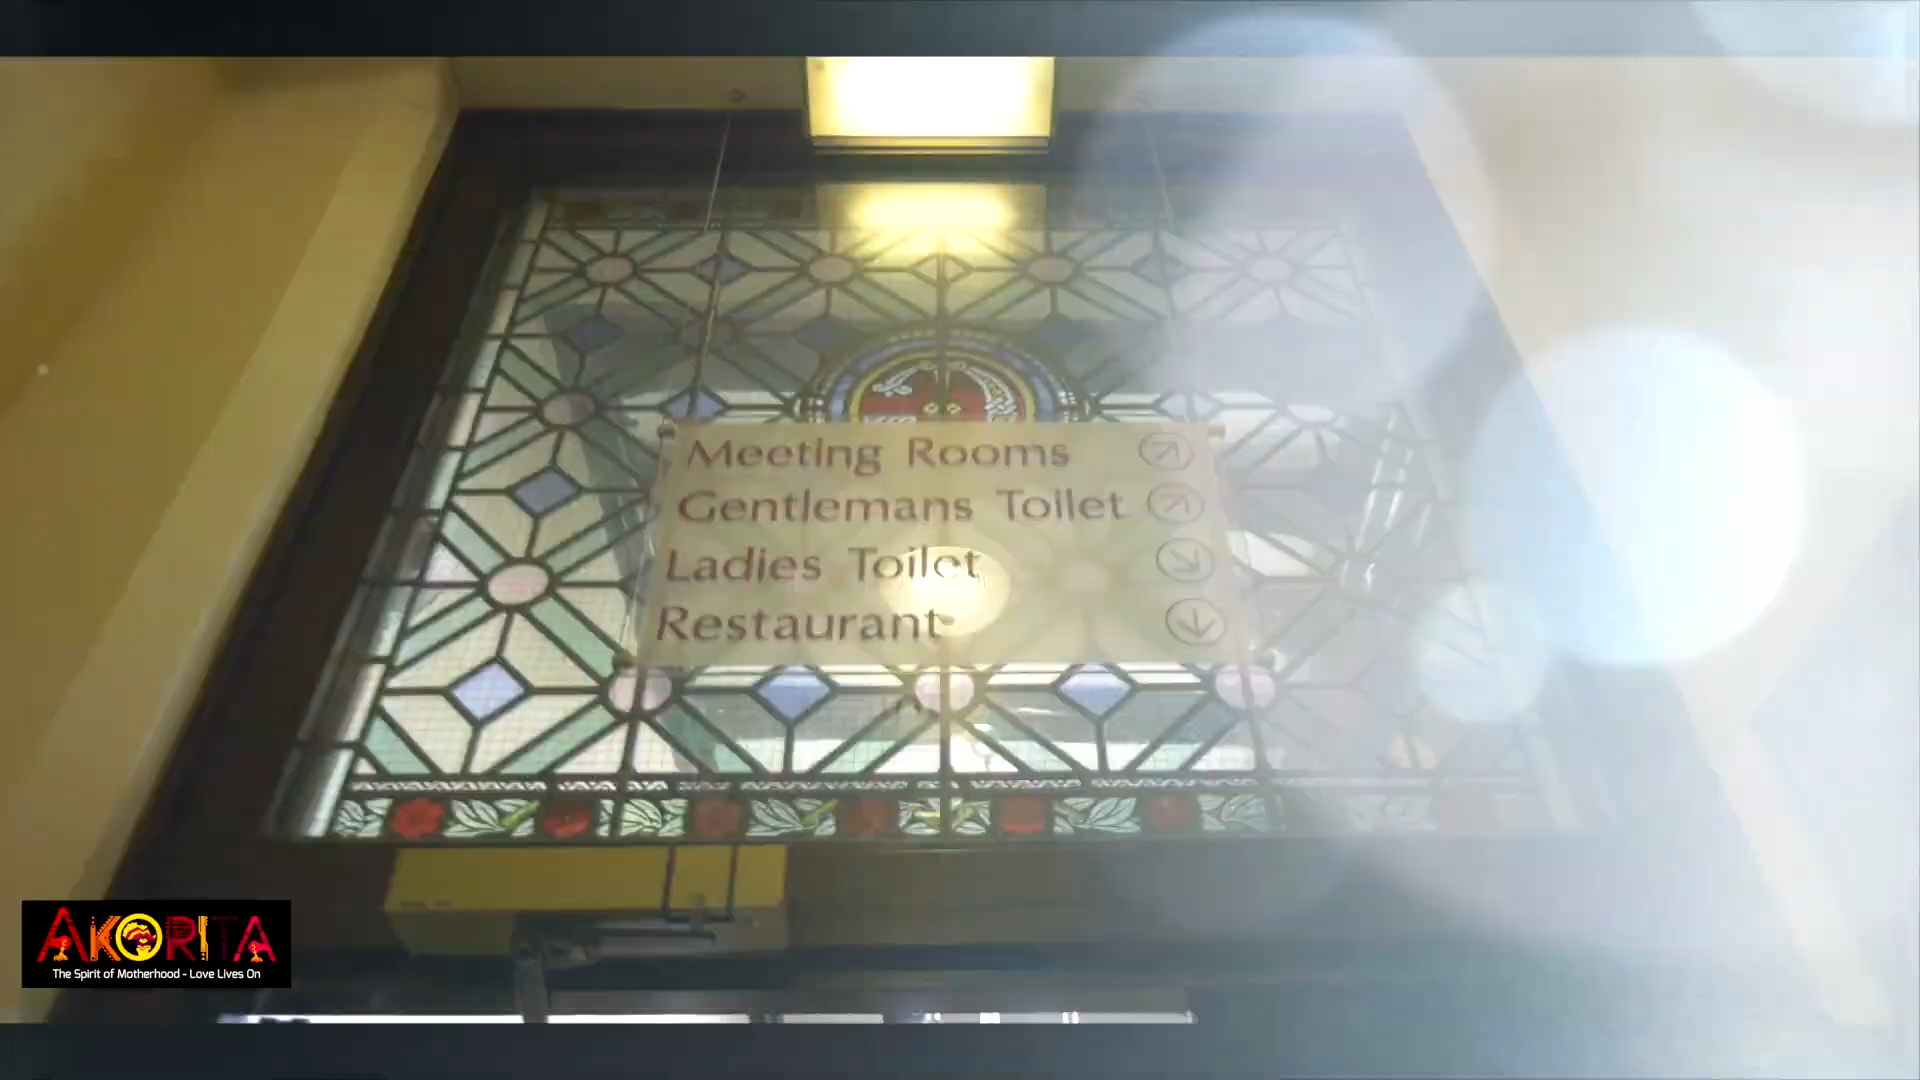 Meeting Rooms
Gentlemans Toilet
Ladies Toilet
Restaurant
AKORITA
The Spirit of Motherhood - Love Lives On